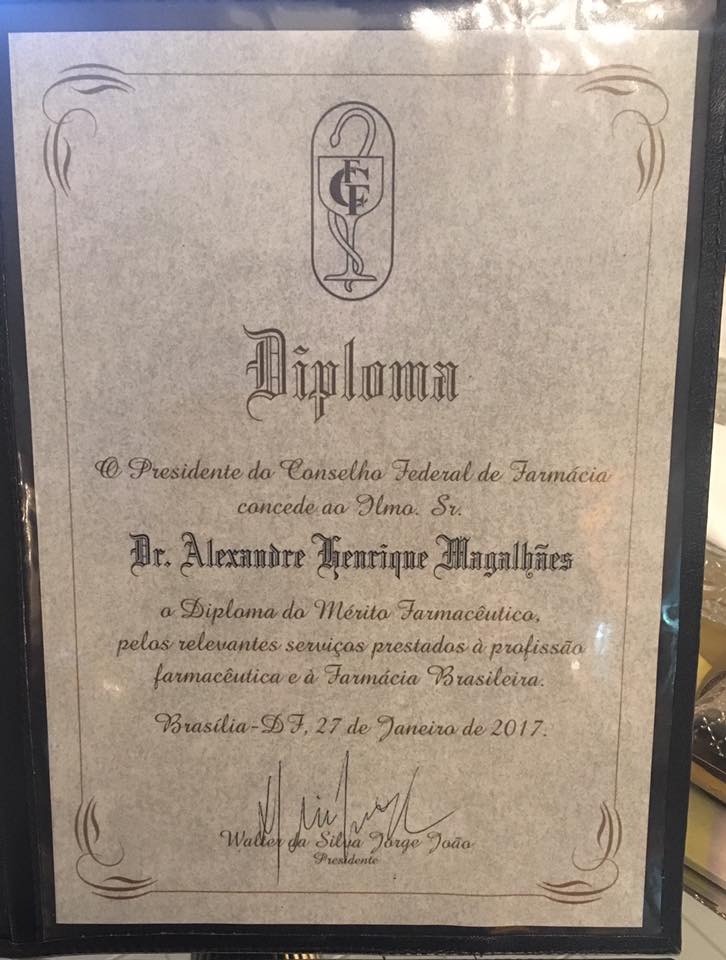 CFF
Diploma
O Presidente do Conselho Federal de Farmácia
concede ao Ilmo. Sr.
Dr. Alexandre Henrique Magalhães
o Diploma do Mérito Farmacêutico,
pelos relevantes serviços prestados à profissão
farmacêutica e à Farmácia Brasileira.
Brasília-DF, 27 de Janeiro de 2017.
Walter da Silva Jorge João
Presidente